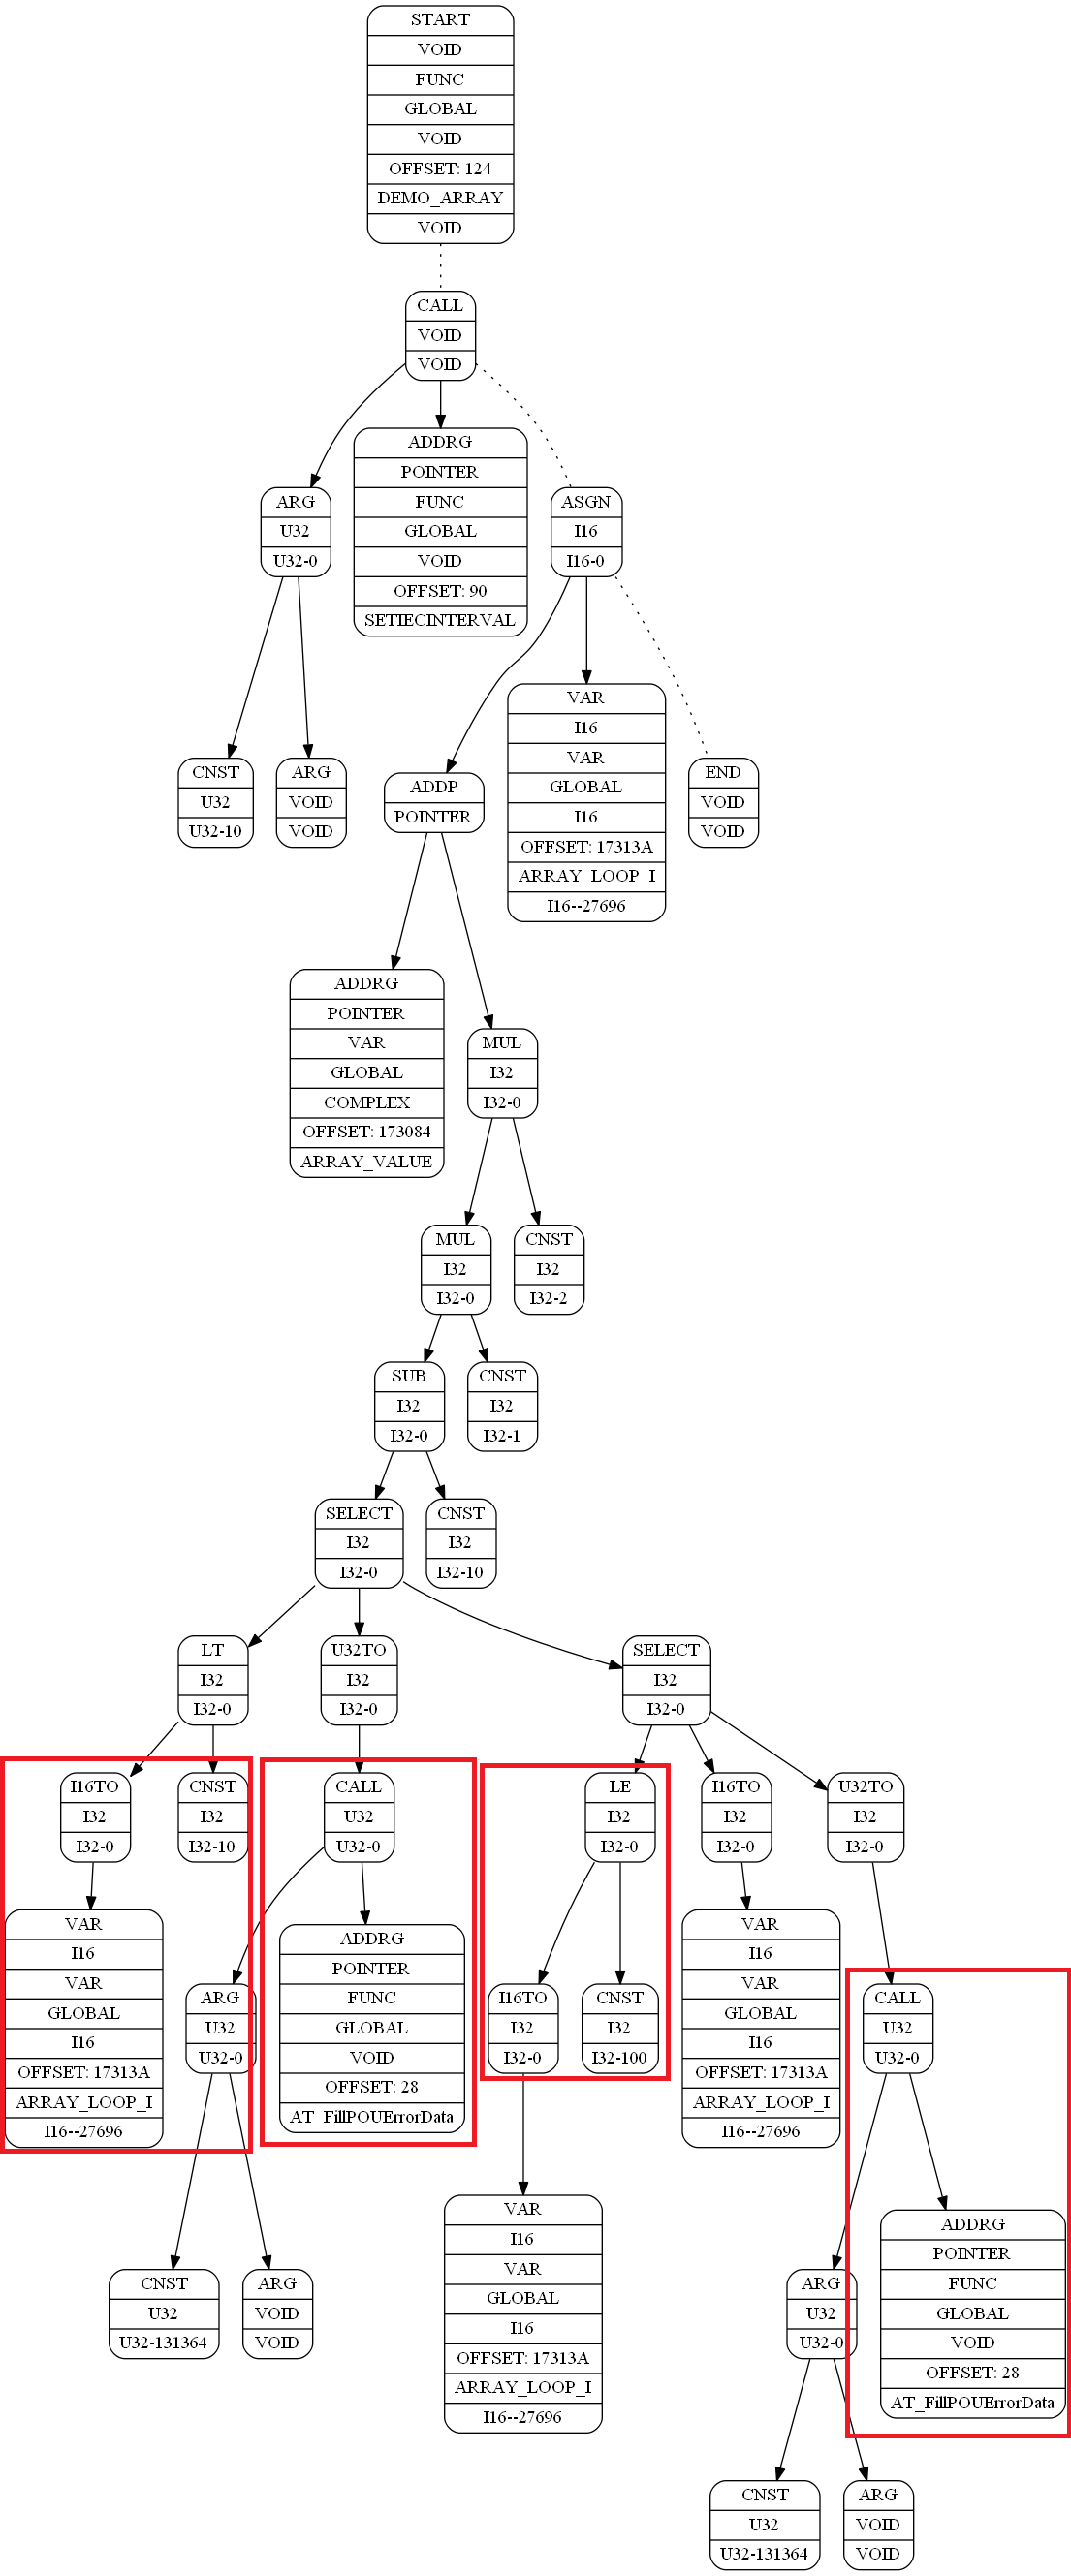 START
VOID
FUNC
GLOBAL
VOID
OFFSET: 124
DEMO_ARRAY
VOID
CALL
VOID
VOID
ARG
U32
U32-0
ADDRG
POINTER
FUNC
GLOBAL
VOID
OFFSET: 90
SETIECINTERVAL
ASGN
I16
I16-0
CNST
U32
U32-10
ARG
VOID
VOID
ADDP
POINTER
VAR
I16
VAR
GLOBAL
I16
OFFSET: 17313A
ARRAY_LOOP_I
I16--27696
END
VOID
VOID
ADDRG
POINTER
VAR
GLOBAL
COMPLEX
OFFSET: 173084
ARRAY_VALUE
MUL
I32
I32-0
MUL
I32
I32-0
CNST
I32
I32-2
SUB
I32
I32-0
CNST
I32
I32-1
SELECT
I32
I32-0
CNST
I32
I32-10
LT
I32
I32-0
U32TO
I32
I32-0
SELECT
I32
I32-0
I16TO
I32
I32-0
CNST
I32
I32-10
CALL
U32
U32-0
LE
I32
I32-0
I16TO
I32
I32-0
U32TO
I32
I32-0
VAR
I16
VAR
GLOBAL
I16
OFFSET: 17313A
ARRAY_LOOP_I
I16--27696
ARG
U32
U32-0
ADDRG
POINTER
FUNC
GLOBAL
VOID
OFFSET: 28
AT_FillPOUErrorData
I16TO
I32
I32-0
CNST
I32
I32-100
VAR
I16
VAR
GLOBAL
I16
OFFSET: 17313A
ARRAY_LOOP_I
I16--27696
CALL
U32
U32-0
CNST
U32
U32-131364
ARG
VOID
VOID
VAR
I16
VAR
GLOBAL
I16
OFFSET: 17313A
ARRAY_LOOP_I
I16--27696
ARG
U32
U32-0
ADDRG
POINTER
FUNC
GLOBAL
VOID
OFFSET: 28
AT_FillPOUErrorData
CNST
U32
U32-131364
ARG
VOID
VOID